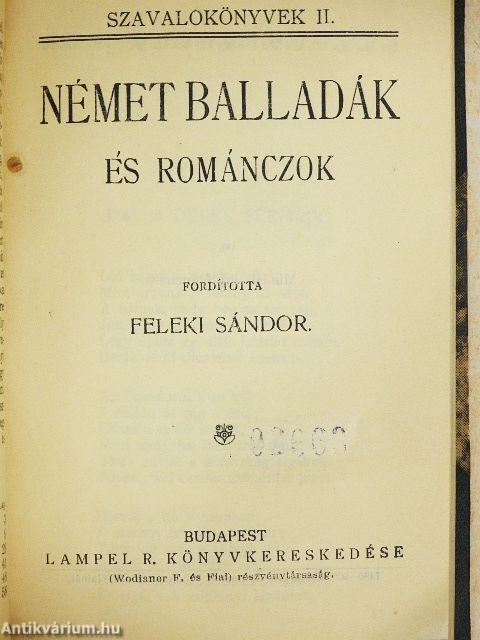 SZAVALOKÖNYVEK II.
NÉMET BALLADÁK
ÉS ROMÁNCZOK
FORDÍTOTTA
FELEKI SÁNDOR.
BUDAPEST
LAMPEL R. KÖNYVKERESKEDÉSE
(Wodianer F. és Fiai) részvénytársaság.
Antikvárium.hu